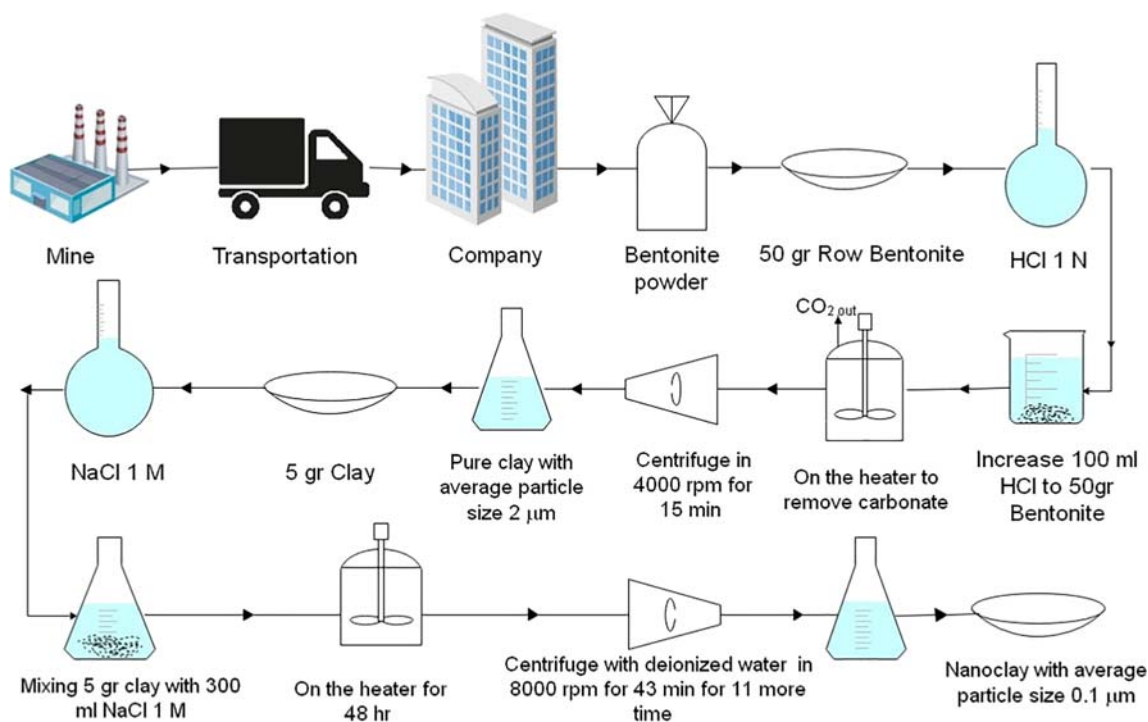 Mine
Transportation
Company
Bentonite
powder
50 gr Row Bentonite
HCl 1 N
CO2 out
NaCl 1 M
5 gr Clay
Pure clay with
average particle
size 2 μm
Centrifuge in
4000 rpm for
15 min
On the heater to
remove carbonate
Increase 100 ml
HCl to 50gr
Bentonite
Mixing 5 gr clay with 300
ml NaCl 1 M
On the heater for
48 hr
Centrifuge with deionized water in
8000 rpm for 43 min for 11 more
time
Nanoclay with average
particle size 0.1 μm